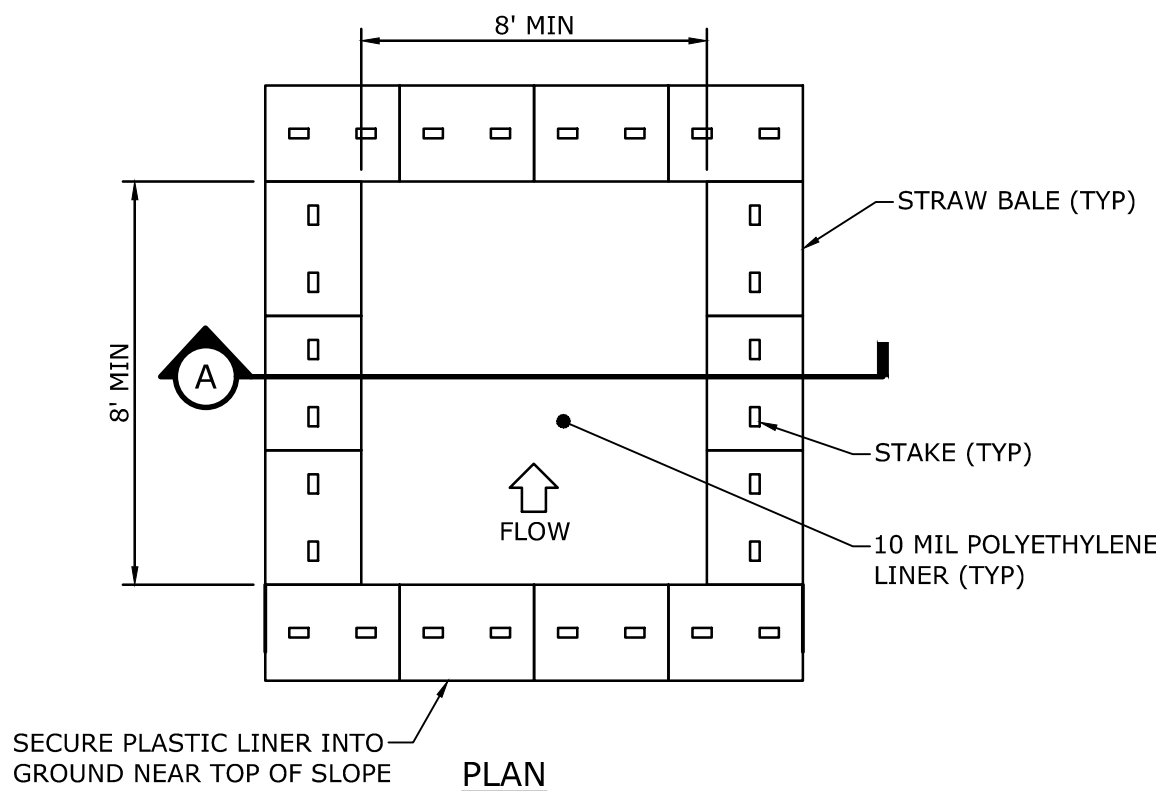 8' MIN
STRAW BALE (TYP)
8' MIN
A
STAKE (TYP)
FLOW
10 MIL POLYETHYLENE
LINER (TYP)
SECURE PLASTIC LINER INTO
GROUND NEAR TOP OF SLOPE
PLAN